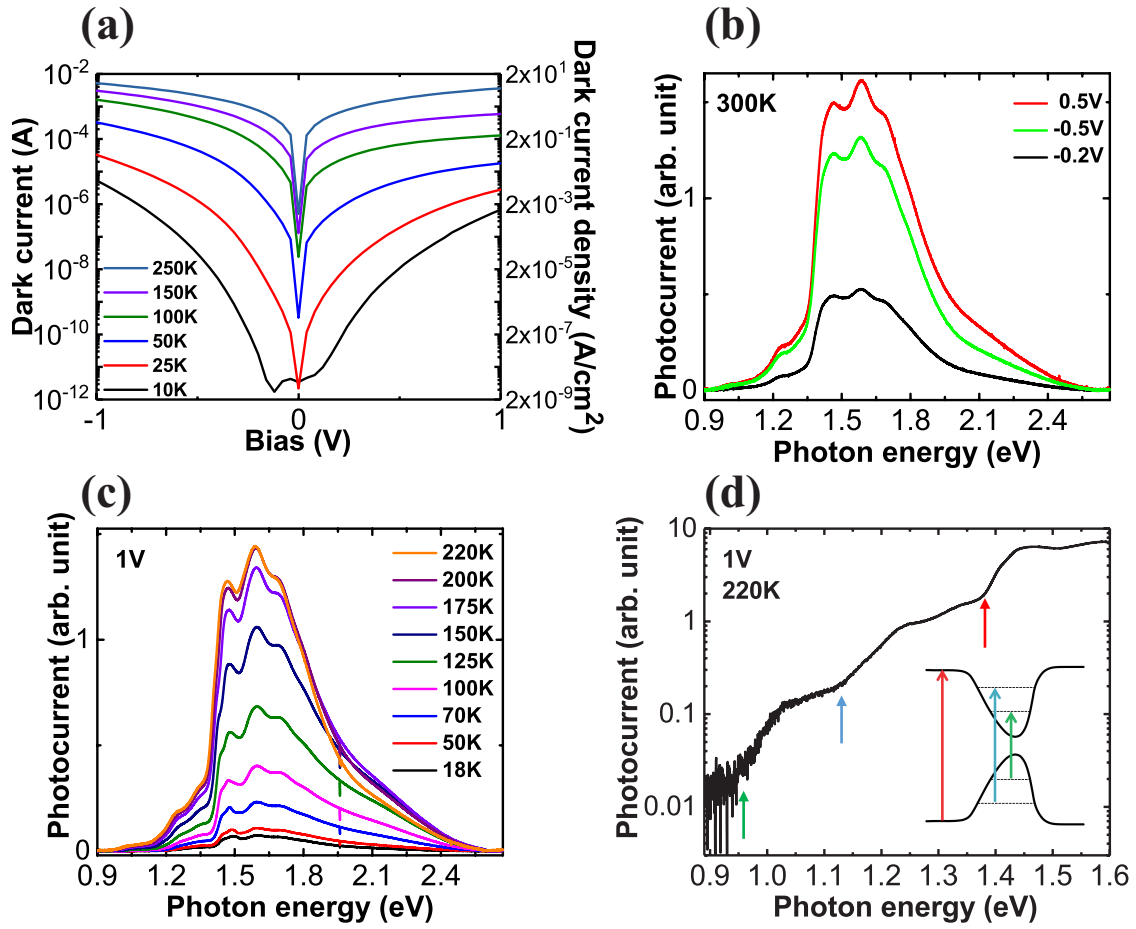 (a)
Dark current (A)
10⁻²
10⁻⁴
10⁻⁶
10⁻⁸
10⁻¹⁰
10⁻¹²
250K
150K
100K
50K
25K
10K
-1 0 1
Bias (V)
2x10¹
2x10⁻¹
2x10⁻³
2x10⁻⁵
2x10⁻⁷
2x10⁻⁹
Dark current density (A/cm²)
(b)
Photocurrent (arb. unit)
1
0
300K
0.5V
-0.5V
-0.2V
0.9 1.2 1.5 1.8 2.1 2.4
Photon energy (eV)
(c)
Photocurrent (arb. unit)
1
0
1V
220K
200K
175K
150K
125K
100K
70K
50K
18K
0.9 1.2 1.5 1.8 2.1 2.4
Photon energy (eV)
(d)
Photocurrent (arb. unit)
10
1
0.1
0.01
1V
220K
0.9 1.0 1.1 1.2 1.3 1.4 1.5 1.6
Photon energy (eV)